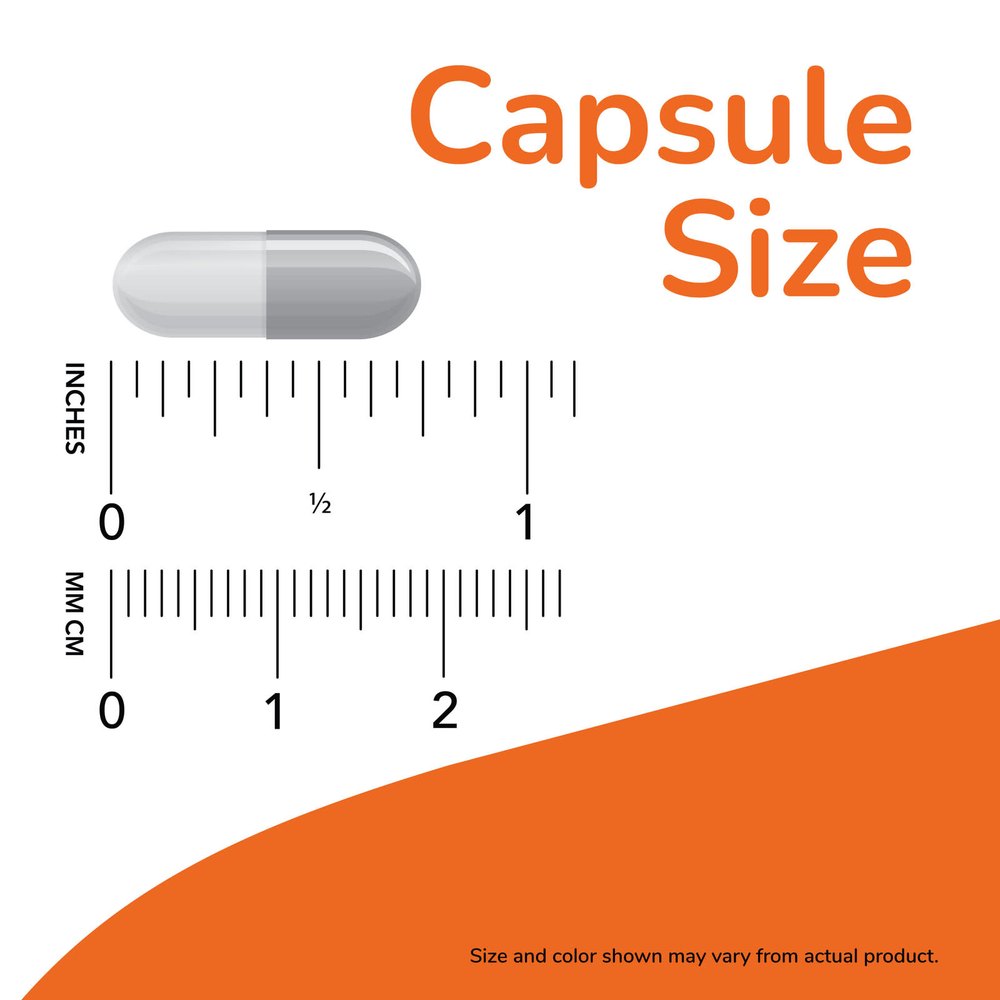 Capsule
Size
INCHES
0
½
1
MM CM
0
1
2
Size and color shown may vary from actual product.